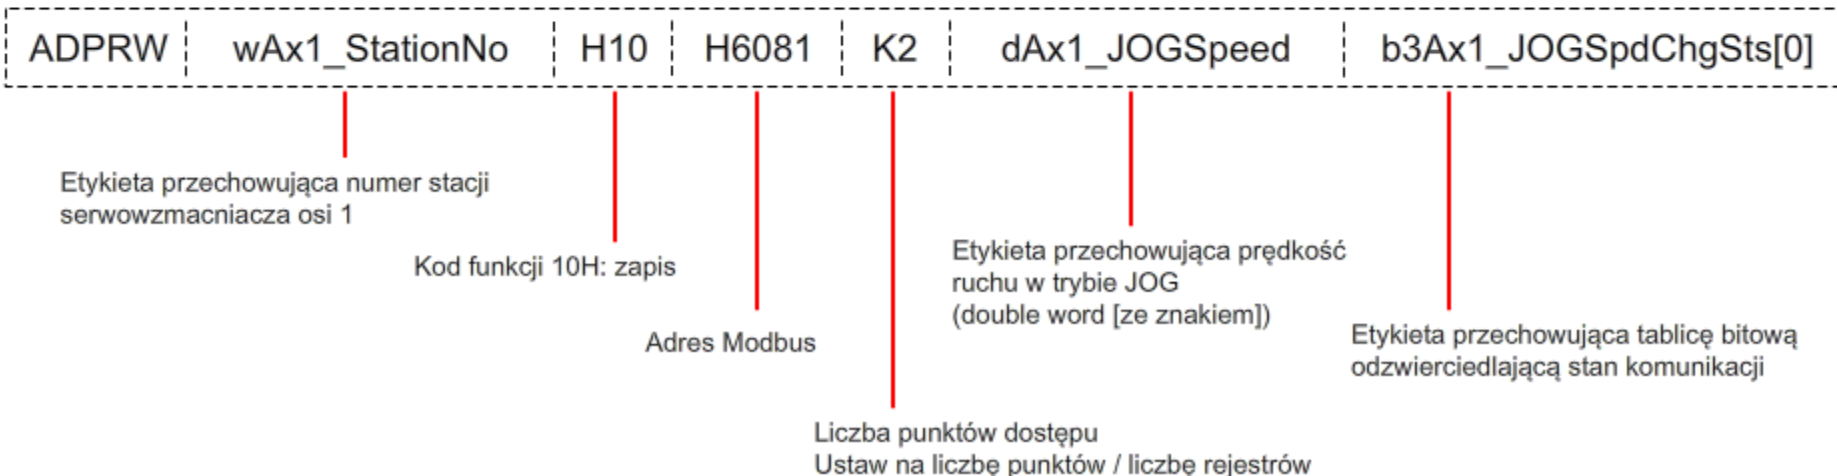 ADPRW wAx1_StationNo H10 H6081 K2 dAx1_JOGSpeed b3Ax1_JOGSpdChgSts[0]
Etykieta przechowująca numer stacji
serwowzmacniacza osi 1
Kod funkcji 10H: zapis
Adres Modbus
Liczba punktów dostępu
Ustaw na liczbę punktów / liczbę rejestrów
Etykieta przechowująca prędkość
ruchu w trybie JOG
(double word [ze znakiem])
Etykieta przechowująca tablicę bitową
odzwierciedlającą stan komunikacji